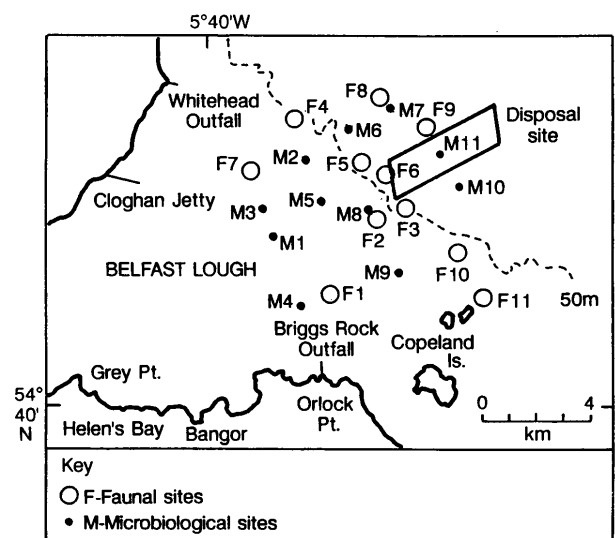 5°40'W
Whitehead
Outfall
F4
F8
M7
F9
M6
Disposal
site
M11
M2
F5
F6
F7
M10
Cloghan Jetty
M3
M5
M8
F3
F2
M1
BELFAST LOUGH
M9
F10
F1
F11
50m
M4
Briggs Rock
Outfall
Copeland
Is.
Grey Pt.
54°
40'
N
Orlock
Pt.
0 4
km
Helen's Bay
Bangor
Key
F-Faunal sites
M-Microbiological sites